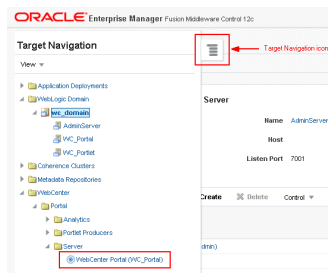 ORACLE Enterprise Manager Fusion Middleware Control 12c
Target Navigation
Target Navigation icon
View
Application Deployments
WebLogic Domain
Server
wc_domain
Name AdminServer
AdminServer
WC_Portal
Host
WC_Portlet
Listen Port 7001
Coherence Clusters
Metadata Repositories
WebCenter
Create Delete Control
Portal
Analytics
Portlet Producers
Server
dmin)
WebCenter Portal (WC_Portal)